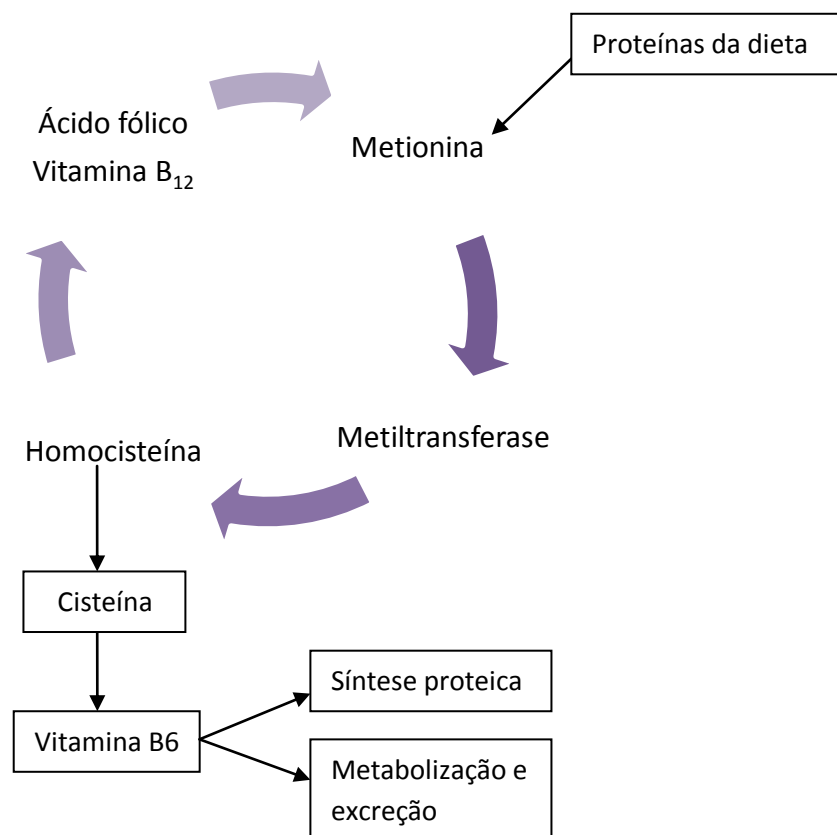 Proteínas da dieta
Ácido fólico
Vitamina B₁₂
Metionina
Metiltransferase
Homocisteína
Cisteína
Síntese proteica
Vitamina B6
Metabolização e
excreção